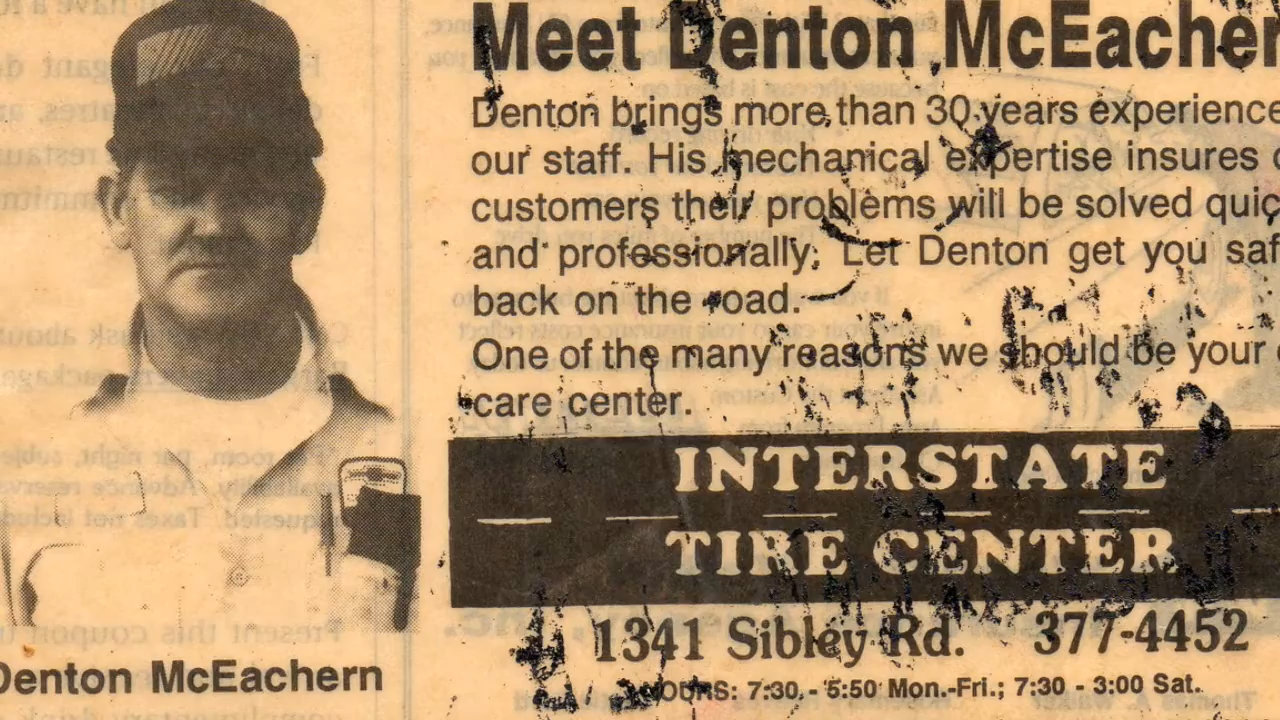 Meet Denton McEacher
Denton brings more than 30 years experience
our staff. His mechanical expertise insures
customers their problems will be solved quic
and professionally. Let Denton get you saf
back on the road.
One of the many reasons we should be your
care center.
INTERSTATE
TIRE CENTER
1341 Sibley Rd. 377-4452
HOURS: 7:30 - 5:50 Mon.-Fri.; 7:30 - 3:00 Sat.
Denton McEachern